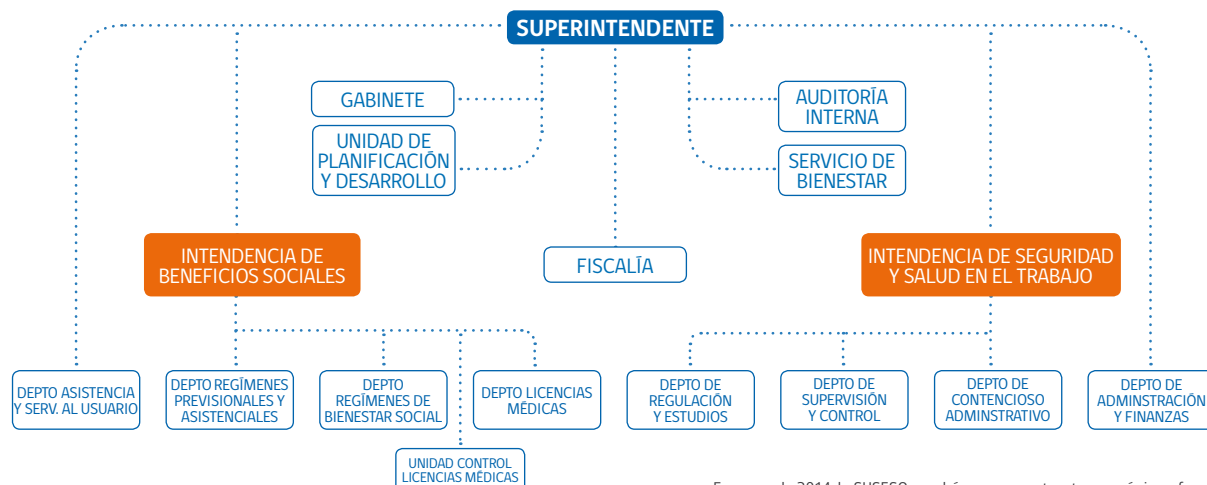 SUPERINTENDENTE
GABINETE
AUDITORÍA
INTERNA
UNIDAD DE
PLANIFICACIÓN
Y DESARROLLO
SERVICIO DE
BIENESTAR
INTENDENCIA DE
BENEFICIOS SOCIALES
FISCALÍA
INTENDENCIA DE SEGURIDAD
Y SALUD EN EL TRABAJO
DEPTO ASISTENCIA
Y SERV. AL USUARIO
DEPTO REGÍMENES
PREVISIONALES Y
ASISTENCIALES
DEPTO
REGÍMENES DE
BIENESTAR SOCIAL
DEPTO LICENCIAS
MÉDICAS
DEPTO DE
REGULACIÓN
Y ESTUDIOS
DEPTO DE
SUPERVISIÓN
Y CONTROL
DEPTO DE
CONTENCIOSO
ADMINSTRATIVO
DEPTO DE
ADMINSTRACIÓN
Y FINANZAS
UNIDAD CONTROL
LICENCIAS MÉDICAS